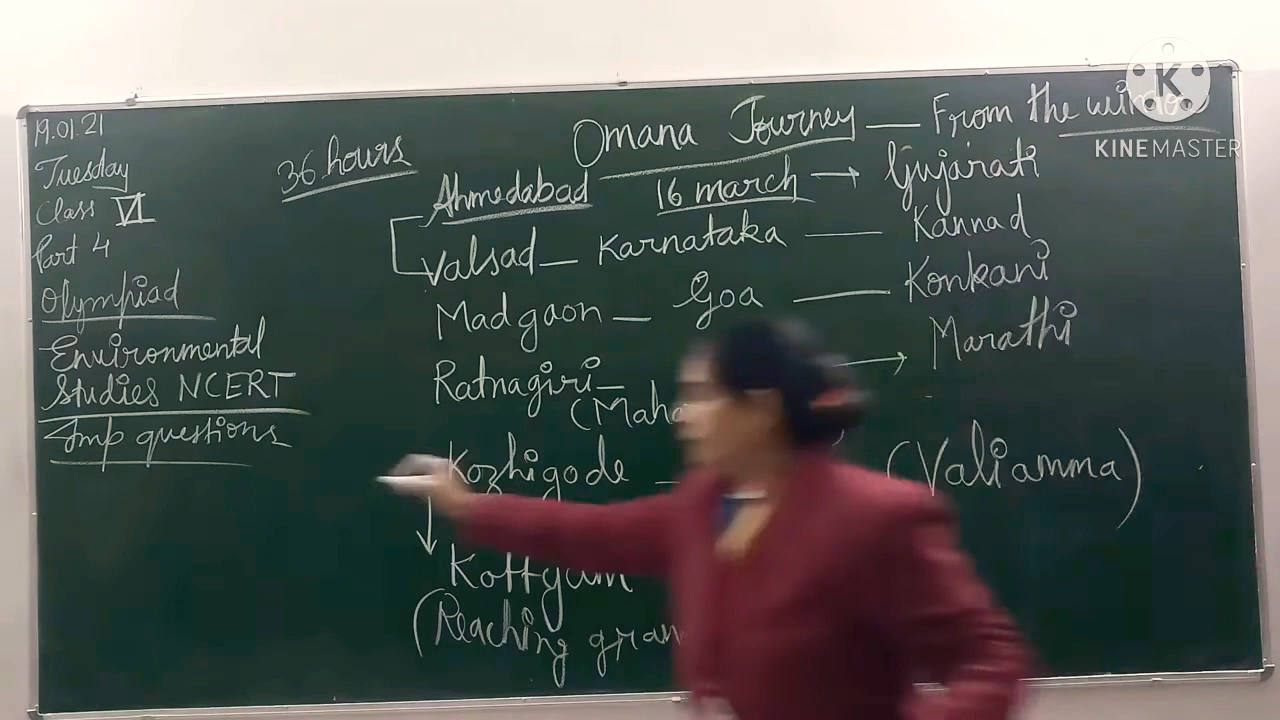 19.01.21
Tuesday
Class VI
Part 4
Olympiad
Environmental
Studies NCERT
Imp questions
36 hours
Omana Journey — From the window
Ahmedabad 16 march → Gujarati
Valsad — Karnataka — Kannad
Madgaon — Goa — Konkani
Ratnagiri — → Marathi
(Maha
Kozhigode — (Valiamma)
↓
Kottyam
(Reaching gran
K
KINEMASTER